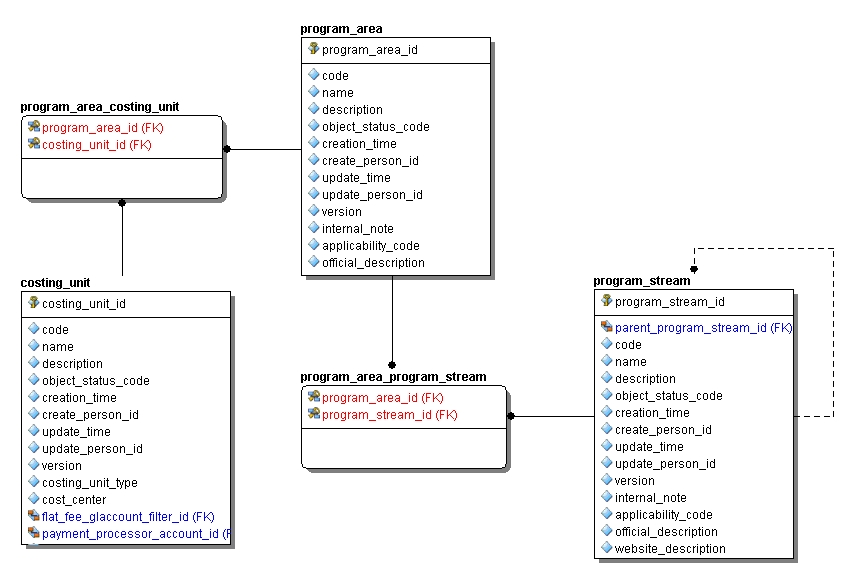 program_area
program_area_id
code
name
description
object_status_code
creation_time
create_person_id
update_time
update_person_id
version
internal_note
applicability_code
official_description
program_area_costing_unit
program_area_id (FK)
costing_unit_id (FK)
costing_unit
costing_unit_id
code
name
description
object_status_code
creation_time
create_person_id
update_time
update_person_id
version
costing_unit_type
cost_center
flat_fee_glaccount_filter_id (FK)
payment_processor_account_id (F
program_area_program_stream
program_area_id (FK)
program_stream_id (FK)
program_stream
program_stream_id
parent_program_stream_id (FK)
code
name
description
object_status_code
creation_time
create_person_id
update_time
update_person_id
version
internal_note
applicability_code
official_description
website_description